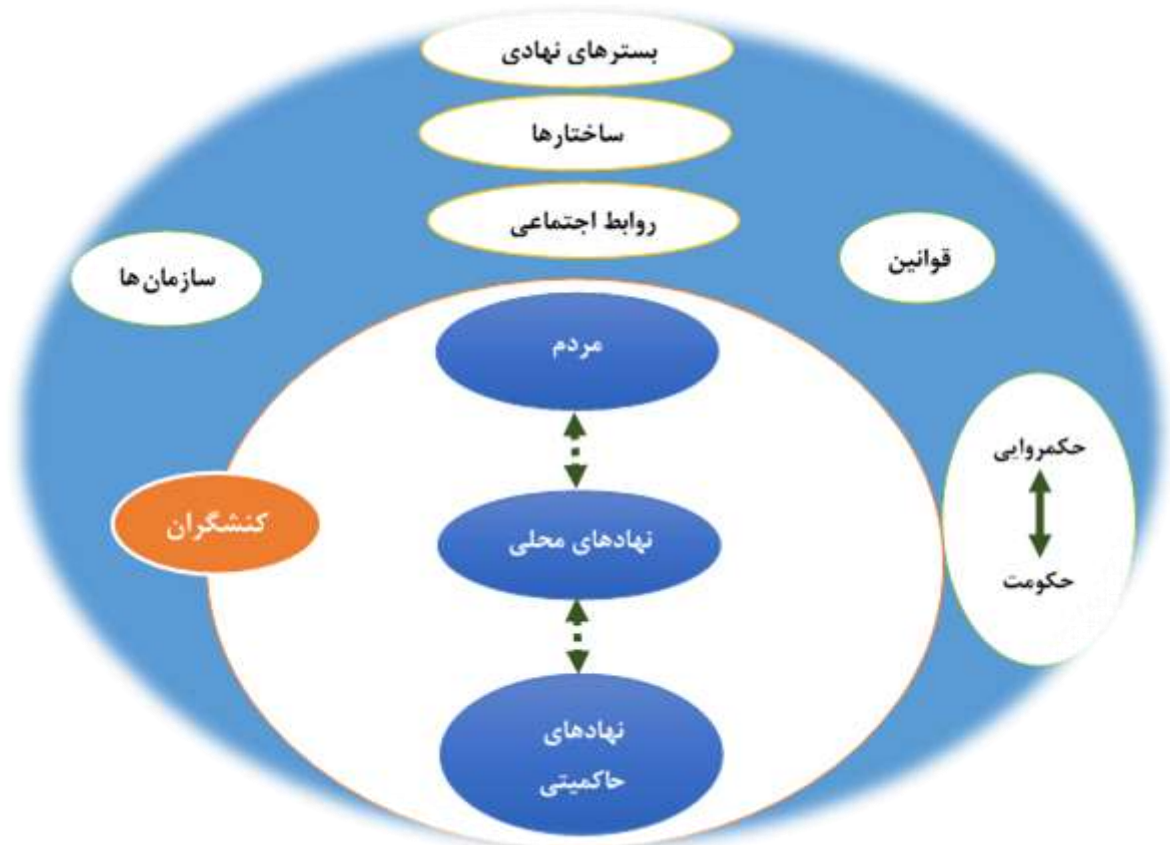 بسترهای نهادی
ساختارها
روابط اجتماعی
قوانین
سازمان‌ها
مردم
حکمروایی
حکومت
کنشگران
نهادهای محلی
نهادهای
حاکمیتی